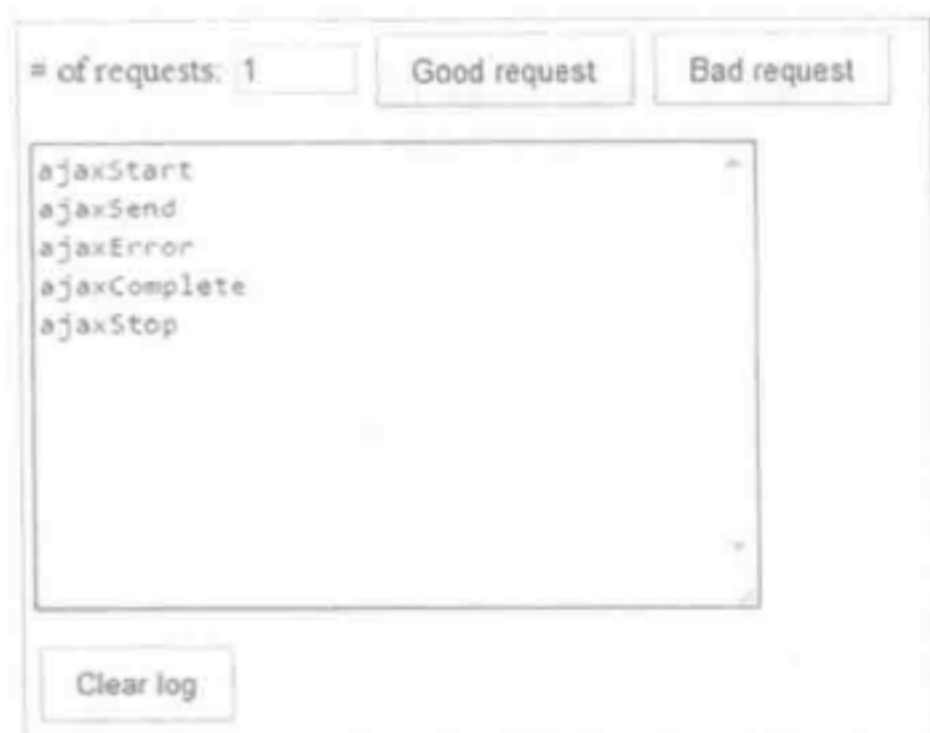 # of requests: 1 Good request Bad request
ajaxStart
ajaxSend
ajaxError
ajaxComplete
ajaxStop
Clear log